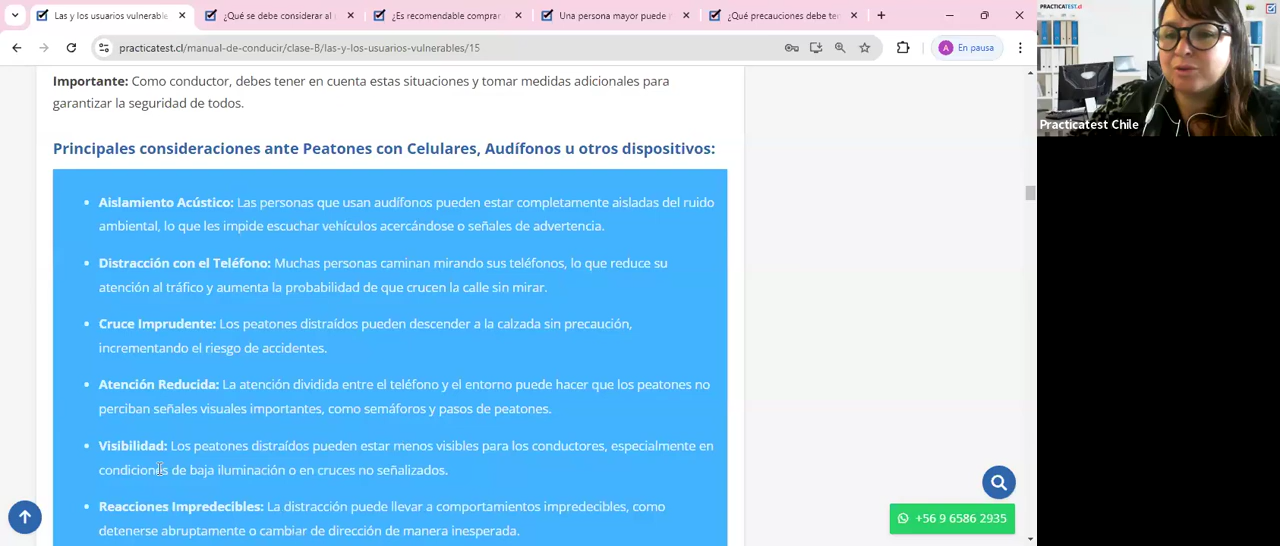 Las y los usuarios vulnerable
¿Qué se debe considerar al
¿Es recomendable comprar
Una persona mayor puede
¿Qué precauciones debe ten
practicatest.cl/manual-de-conducir/clase-B/las-y-los-usuarios-vulnerables/15
A
En pausa
PRACTICATEST.cl
Practicatest Chile
Importante: Como conductor, debes tener en cuenta estas situaciones y tomar medidas adicionales para
garantizar la seguridad de todos.
Principales consideraciones ante Peatones con Celulares, Audífonos u otros dispositivos:
• Aislamiento Acústico: Las personas que usan audífonos pueden estar completamente aisladas del ruido
ambiental, lo que les impide escuchar vehículos acercándose o señales de advertencia.
• Distracción con el Teléfono: Muchas personas caminan mirando sus teléfonos, lo que reduce su
atención al tráfico y aumenta la probabilidad de que crucen la calle sin mirar.
• Cruce Imprudente: Los peatones distraídos pueden descender a la calzada sin precaución,
incrementando el riesgo de accidentes.
• Atención Reducida: La atención dividida entre el teléfono y el entorno puede hacer que los peatones no
perciban señales visuales importantes, como semáforos y pasos de peatones.
• Visibilidad: Los peatones distraídos pueden estar menos visibles para los conductores, especialmente en
condiciones de baja iluminación o en cruces no señalizados.
• Reacciones Impredecibles: La distracción puede llevar a comportamientos impredecibles, como
detenerse abruptamente o cambiar de dirección de manera inesperada.
+56 9 6586 2935